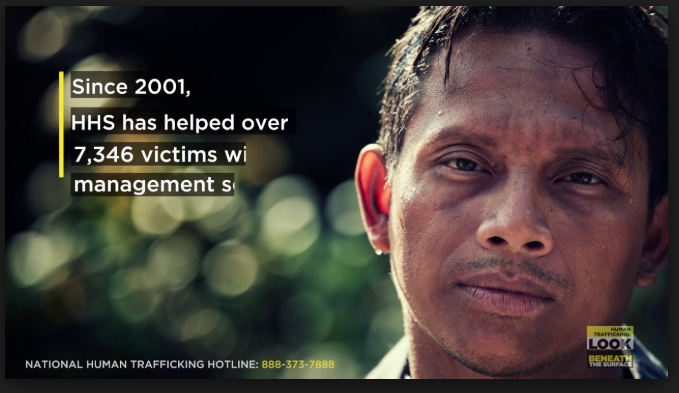 Since 2001,
HHS has helped over
7,346 victims wi
management s
NATIONAL HUMAN TRAFFICKING HOTLINE: 888-373-7888
HUMAN
TRAFFICKING:
LOOK
BENEATH
THE SURFACE